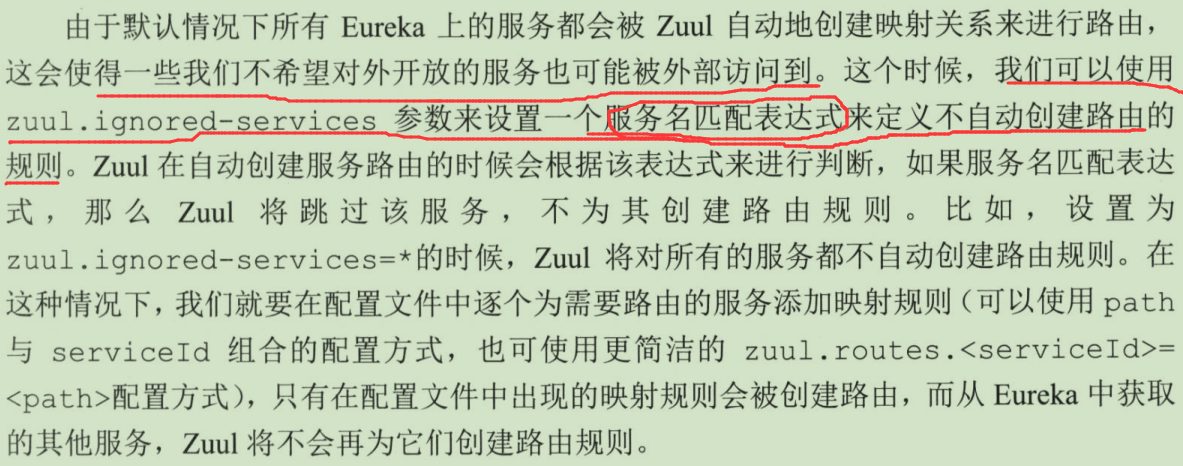 由于默认情况下所有 Eureka 上的服务都会被 Zuul 自动地创建映射关系来进行路由，
这会使得一些我们不希望对外开放的服务也可能被外部访问到。这个时候，我们可以使用
zuul.ignored-services 参数来设置一个服务名匹配表达式来定义不自动创建路由的
规则。Zuul 在自动创建服务路由的时候会根据该表达式来进行判断，如果服务名匹配表达
式，那么 Zuul 将跳过该服务，不为其创建路由规则。比如，设置为
zuul.ignored-services=*的时候，Zuul 将对所有的服务都不自动创建路由规则。在
这种情况下，我们就要在配置文件中逐个为需要路由的服务添加映射规则（可以使用 path
与 serviceId 组合的配置方式，也可使用更简洁的 zuul.routes.<serviceId>=
<path>配置方式），只有在配置文件中出现的映射规则会被创建路由，而从 Eureka 中获取
的其他服务，Zuul 将不会再为它们创建路由规则。